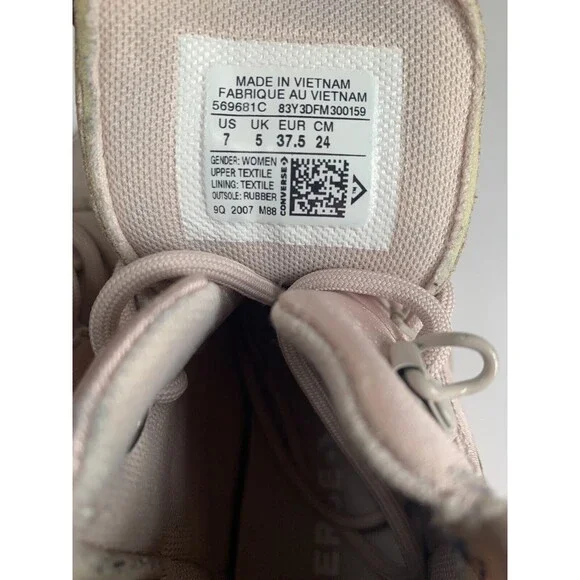 MADE IN VIETNAM
FABRIQUE AU VIETNAM
569681C 83Y3DFM300159
US UK EUR CM
7 5 37.5 24
GENDER: WOMEN
UPPER TEXTILE
LINING: TEXTILE
OUTSOLE: RUBBER
9Q 2007 M88
CONVERSE